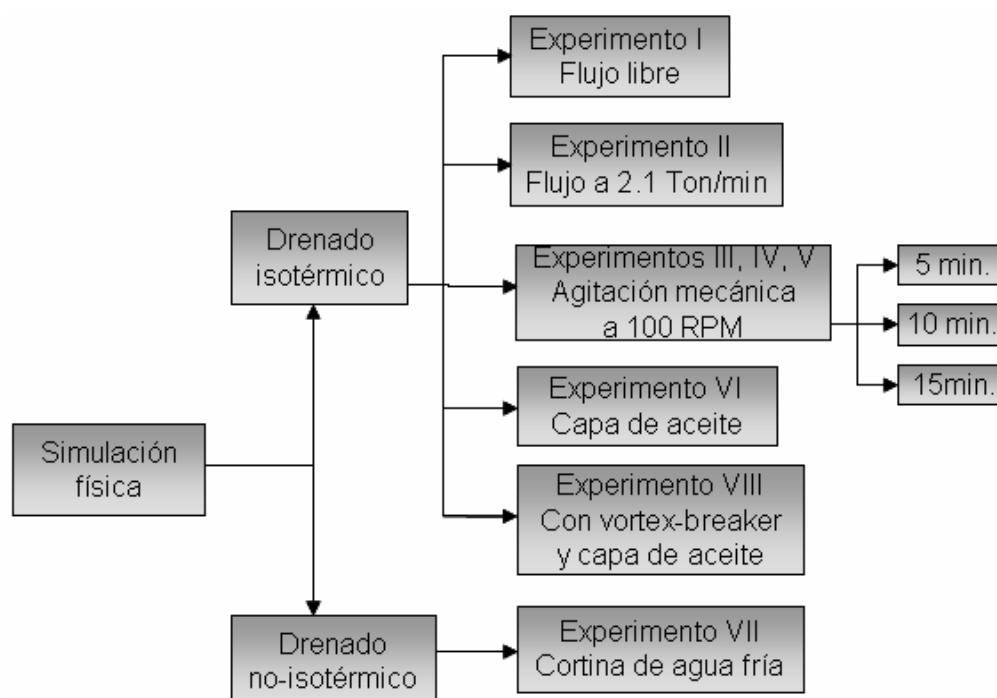 Experimento I
Flujo libre
Experimento II
Flujo a 2.1 Ton/min
Drenado
isotérmico
Experimentos III, IV, V
Agitación mecánica
a 100 RPM
5 min.
10 min.
15min.
Experimento VI
Capa de aceite
Simulación
física
Experimento VIII
Con vortex-breaker
y capa de aceite
Drenado
no-isotérmico
Experimento VII
Cortina de agua fría